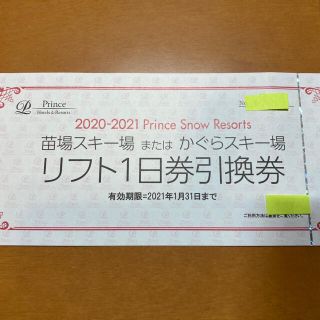 Prince
Hotels & Resorts
2020-2021 Prince Snow Resorts
苗場スキー場 または かぐらスキー場
リフト1日券引換券
有効期限=2021年1月31日まで